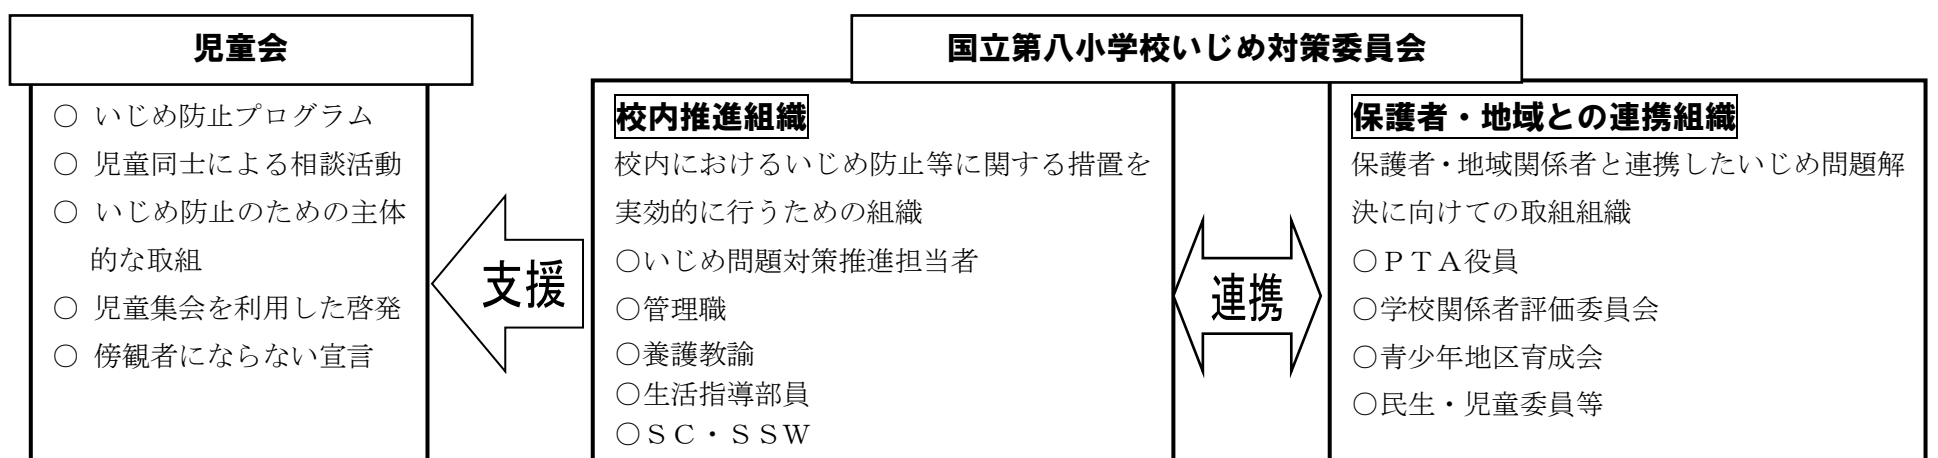 児童会
○ いじめ防止プログラム
○ 児童同士による相談活動
○ いじめ防止のための主体
的な取組
○ 児童集会を利用した啓発
○ 傍観者にならない宣言
支援
国立第八小学校いじめ対策委員会
校内推進組織
校内におけるいじめ防止等に関する措置を
実効的に行うための組織
○いじめ問題対策推進担当者
○管理職
○養護教諭
○生活指導部員
○ＳＣ・ＳＳＷ
連携
保護者・地域との連携組織
保護者・地域関係者と連携したいじめ問題解
決に向けての取組組織
○ＰＴＡ役員
○学校関係者評価委員会
○青少年地区育成会
○民生・児童委員等